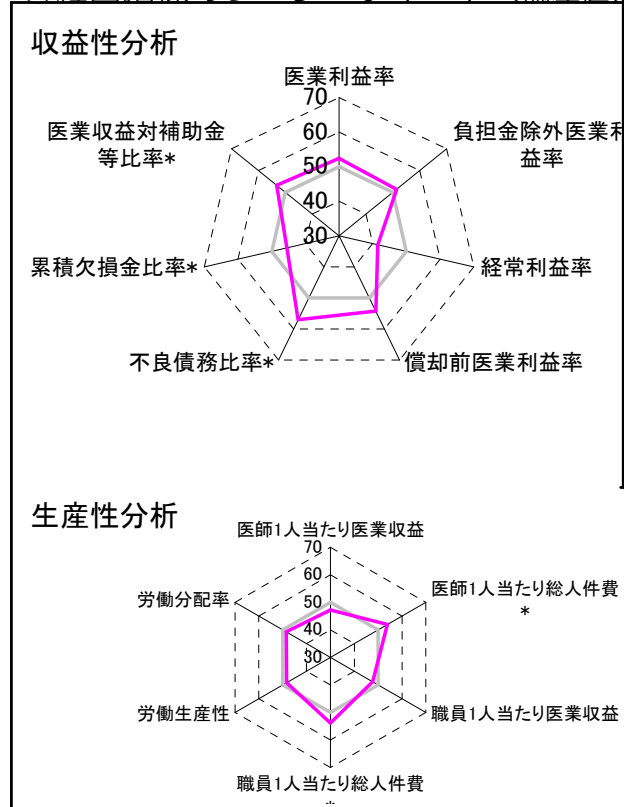 収益性分析
医業利益率
70
60
50
40
30
負担金除外医業利
益率
経常利益率
償却前医業利益率
不良債務比率*
累積欠損金比率*
医業収益対補助金
等比率*
生産性分析
医師1人当たり医業収益
70
60
50
40
30
医師1人当たり総人件費
*
職員1人当たり医業収益
職員1人当たり総人件費
*
労働生産性
労働分配率